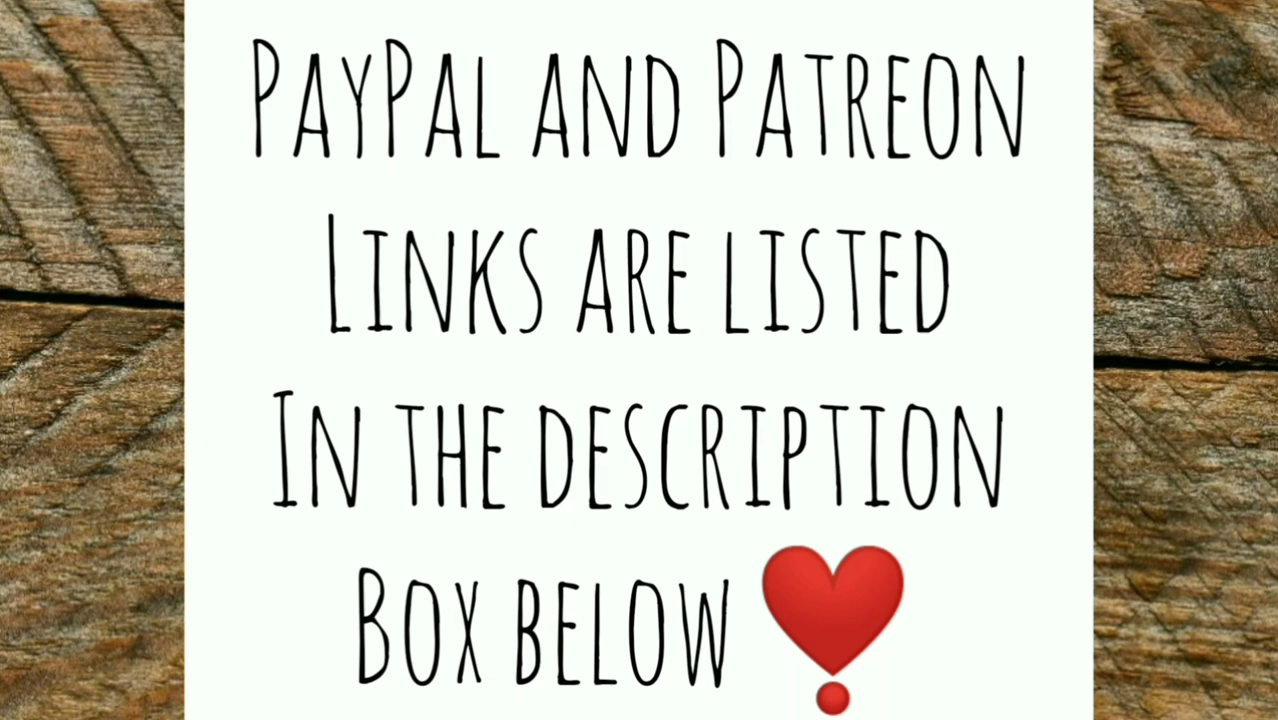 PayPal and Patreon
Links are listed
In the description
Box below ❣